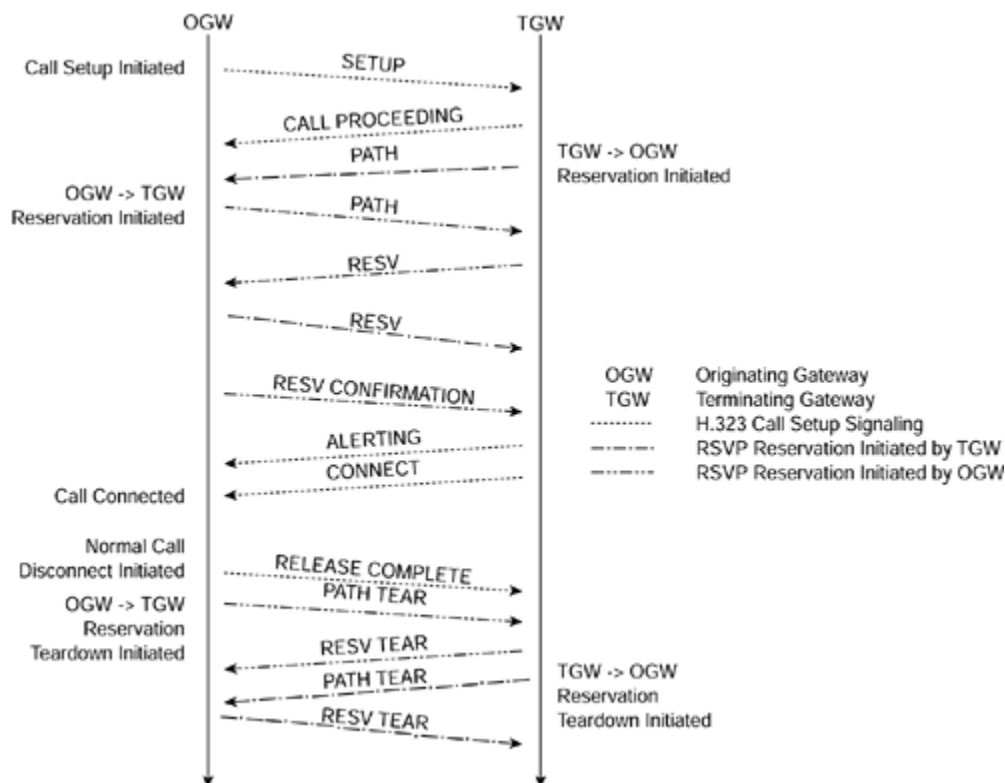 OGW
TGW
Call Setup Initiated
SETUP
CALL PROCEEDING
PATH
TGW -> OGW
Reservation Initiated
OGW -> TGW
Reservation Initiated
PATH
RESV
RESV
RESV CONFIRMATION
ALERTING
CONNECT
Call Connected
OGW Originating Gateway
TGW Terminating Gateway
H.323 Call Setup Signaling
RSVP Reservation Initiated by TGW
RSVP Reservation Initiated by OGW
Normal Call
Disconnect Initiated
RELEASE COMPLETE
PATH TEAR
OGW -> TGW
Reservation
Teardown Initiated
RESV TEAR
PATH TEAR
TGW -> OGW
Reservation
Teardown Initiated
RESV TEAR